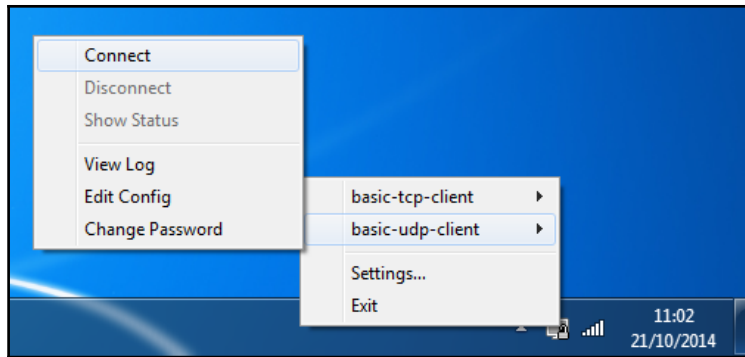 Connect
Disconnect
Show Status
View Log
Edit Config
Change Password
basic-tcp-client
basic-udp-client
Settings...
Exit
11:02
21/10/2014